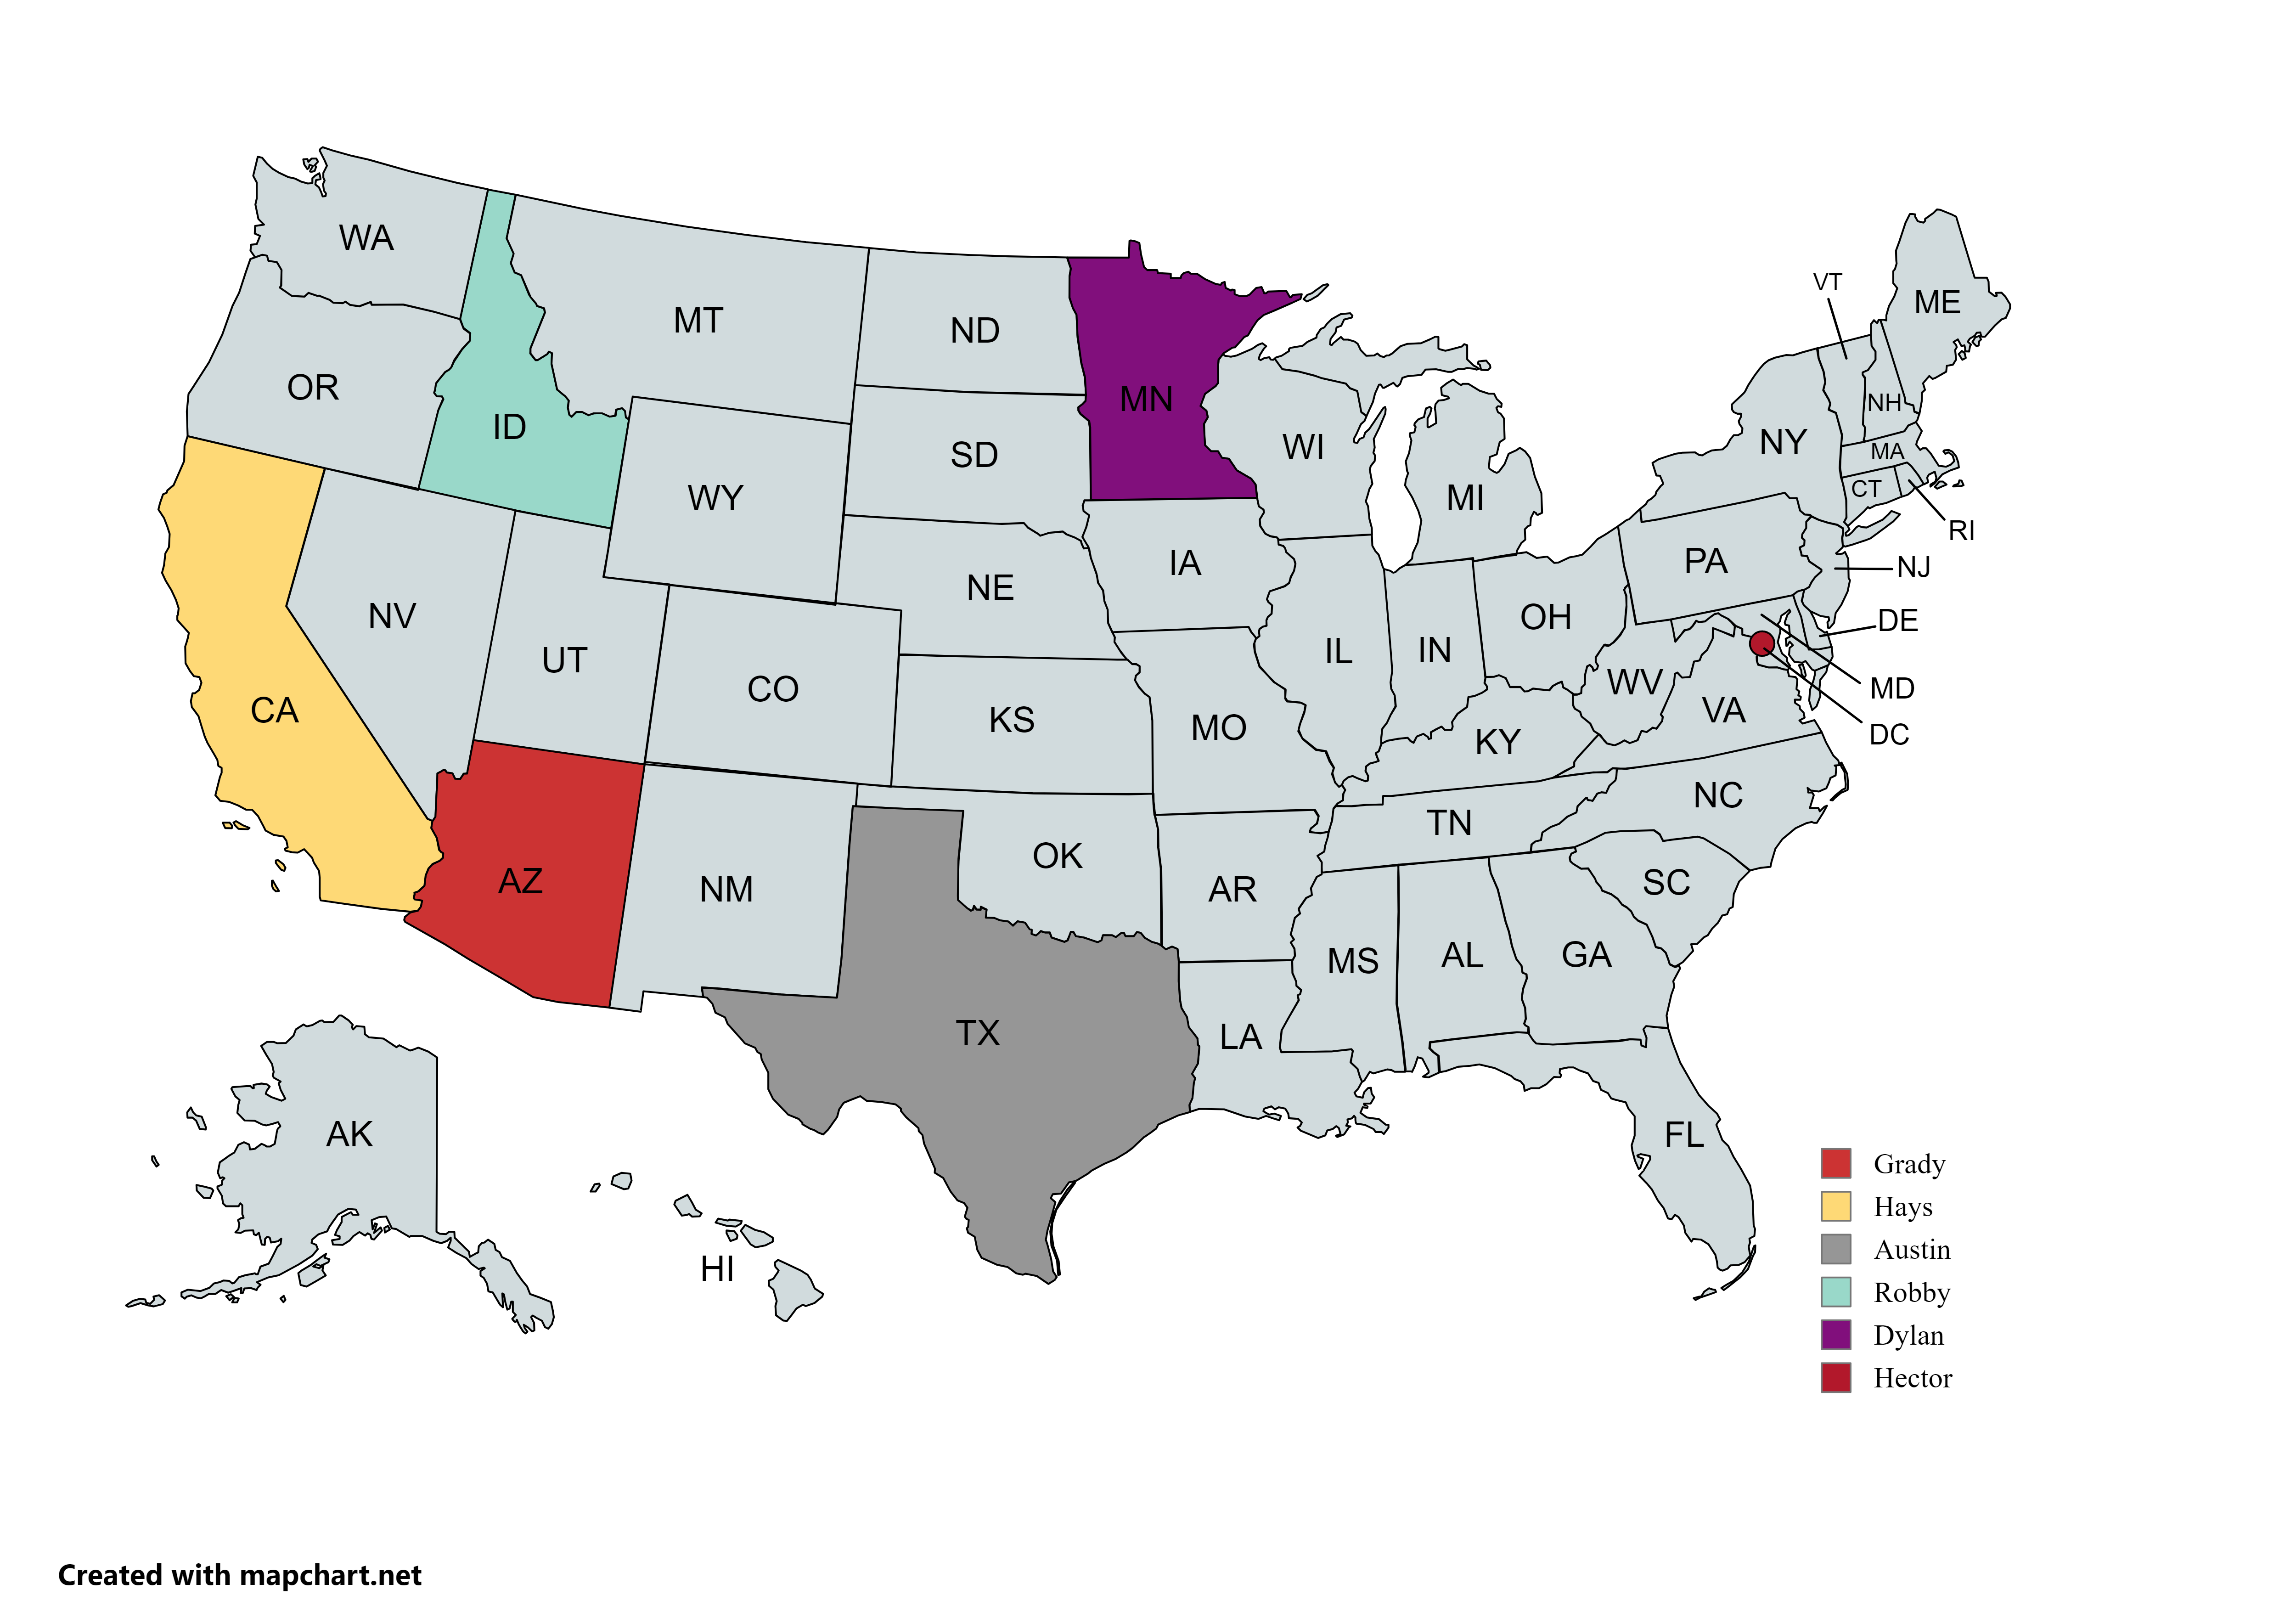 WA
OR
ID
MT
ND
MN
SD
WY
WI
MI
VT
ME
NH
NY
MA
CT
RI
NJ
DE
MD
DC
PA
CA
NV
UT
CO
NE
IA
IL
IN
OH
WV
VA
KS
MO
KY
NC
TN
AZ
NM
OK
AR
SC
MS
AL
GA
TX
LA
FL
AK
HI
Grady
Hays
Austin
Robby
Dylan
Hector
Created with mapchart.net